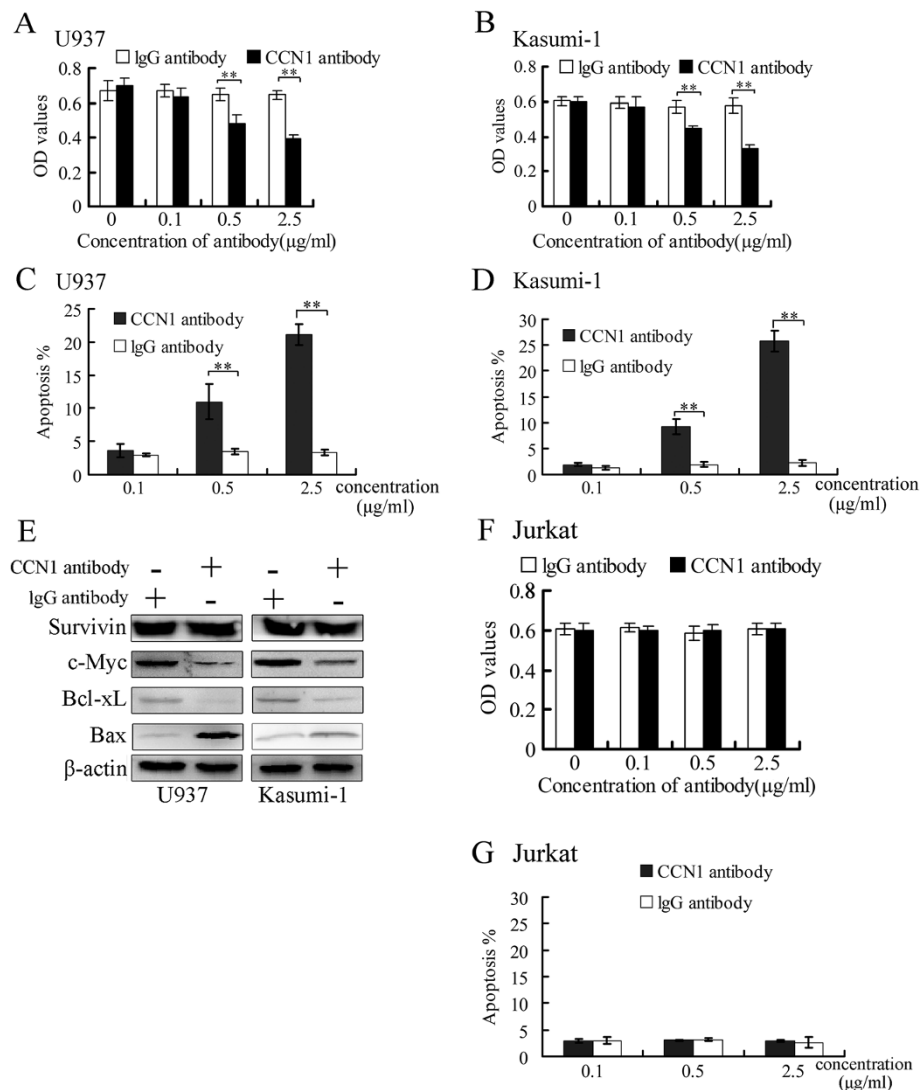 A U937
IgG antibody CCN1 antibody
**
**
0.8
0.6
0.4
0.2
0
OD values
0 0.1 0.5 2.5
Concentration of antibody(μg/ml)
B Kasumi-1
IgG antibody CCN1 antibody
**
**
0.8
0.6
0.4
0.2
0
OD values
0 0.1 0.5 2.5
Concentration of antibody(μg/ml)
C U937
CCN1 antibody
IgG antibody
**
**
25
20
15
10
5
0
Apoptosis %
0.1 0.5 2.5 concentration
(μg/ml)
D Kasumi-1
CCN1 antibody
IgG antibody
**
**
30
25
20
15
10
5
0
Apoptosis %
0.1 0.5 2.5 concentration
(μg/ml)
E
CCN1 antibody - + - +
IgG antibody + - + -
Survivin
c-Myc
Bcl-xL
Bax
β-actin
U937 Kasumi-1
F Jurkat
IgG antibody CCN1 antibody
0.8
0.6
0.4
0.2
0
OD values
0 0.1 0.5 2.5
Concentration of antibody(μg/ml)
G Jurkat
CCN1 antibody
IgG antibody
30
25
20
15
10
5
0
Apoptosis %
0.1 0.5 2.5 concentration
(μg/ml)